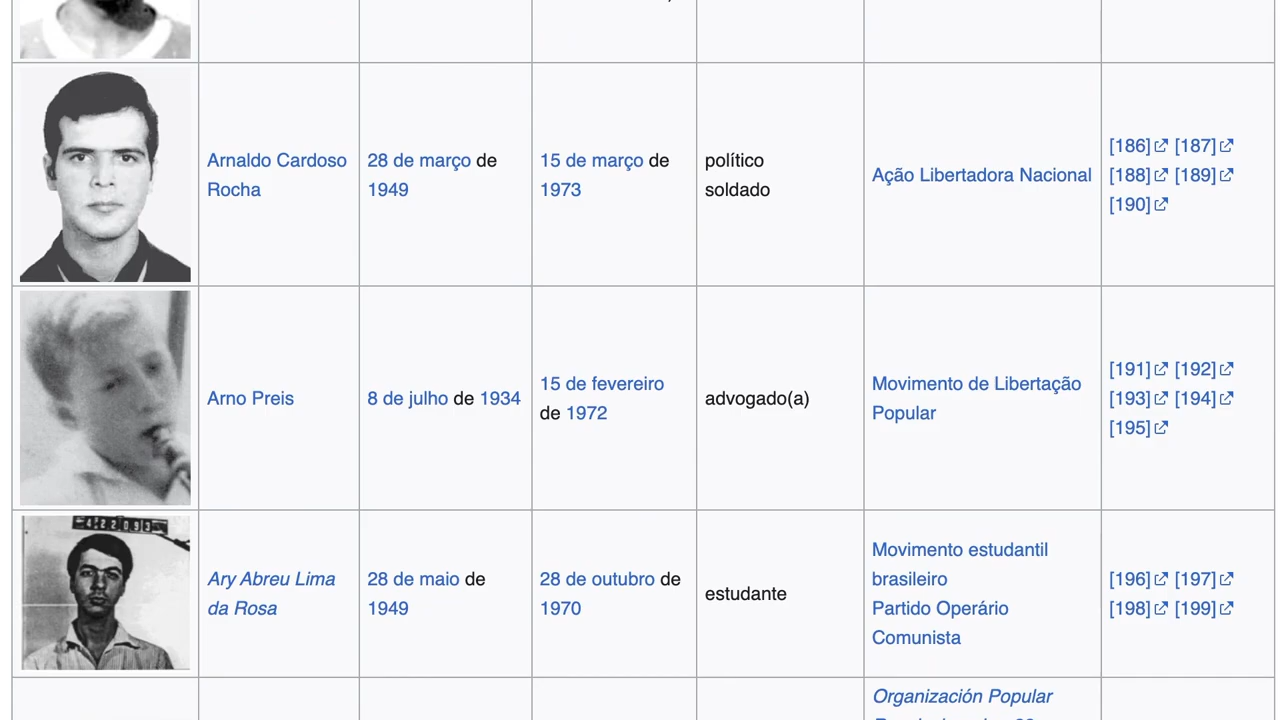 Arnaldo Cardoso
Rocha
28 de março de
1949
15 de março de
1973
político
soldado
Ação Libertadora Nacional
[186] [187]
[188] [189]
[190]
Arno Preis
8 de julho de 1934
15 de fevereiro
de 1972
advogado(a)
Movimento de Libertação
Popular
[191] [192]
[193] [194]
[195]
Ary Abreu Lima
da Rosa
28 de maio de
1949
28 de outubro de
1970
estudante
Movimento estudantil
brasileiro
Partido Operário
Comunista
[196] [197]
[198] [199]
Organización Popular